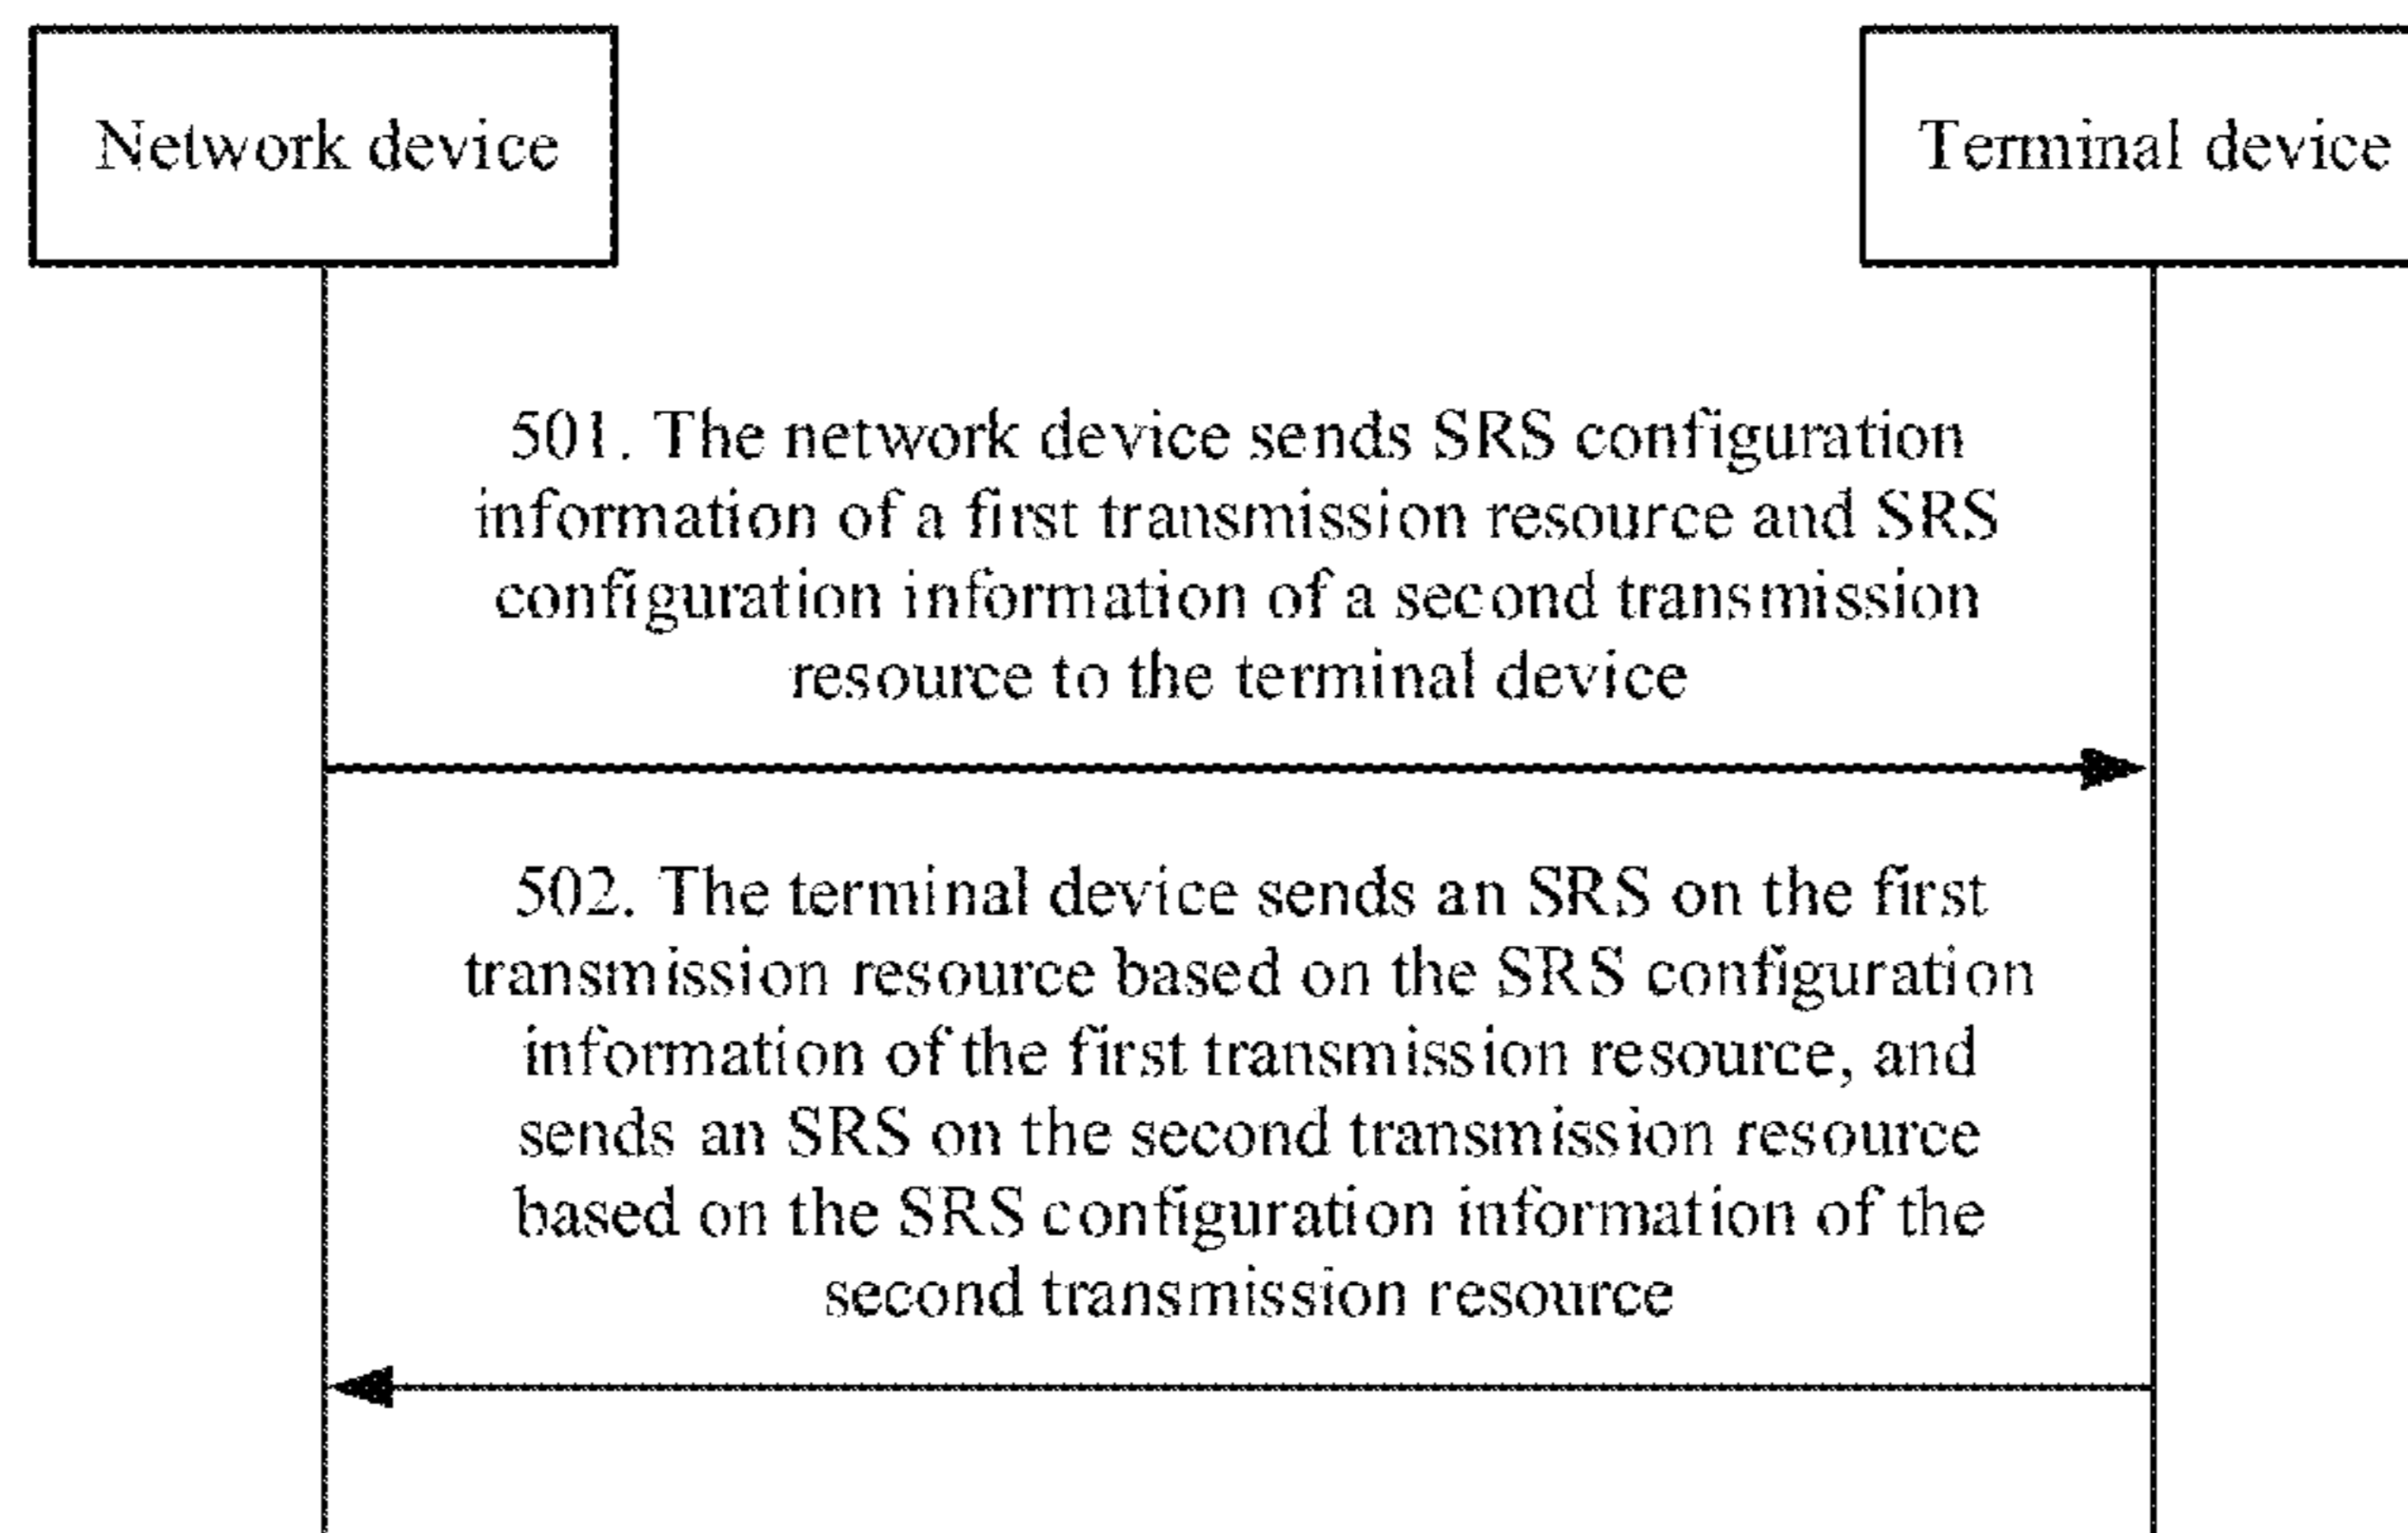 Network device
Terminal device
501. The network device sends SRS configuration
information of a first transmission resource and SRS
configuration information of a second transmission
resource to the terminal device
502. The terminal device sends an SRS on the first
transmission resource based on the SRS configuration
information of the first transmission resource, and
sends an SRS on the second transmission resource
based on the SRS configuration information of the
second transmission resource